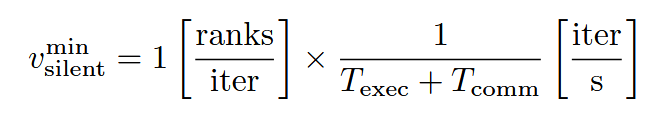 v_silent^min = 1 [ranks/iter] × 1/(T_exec + T_comm) [iter/s]